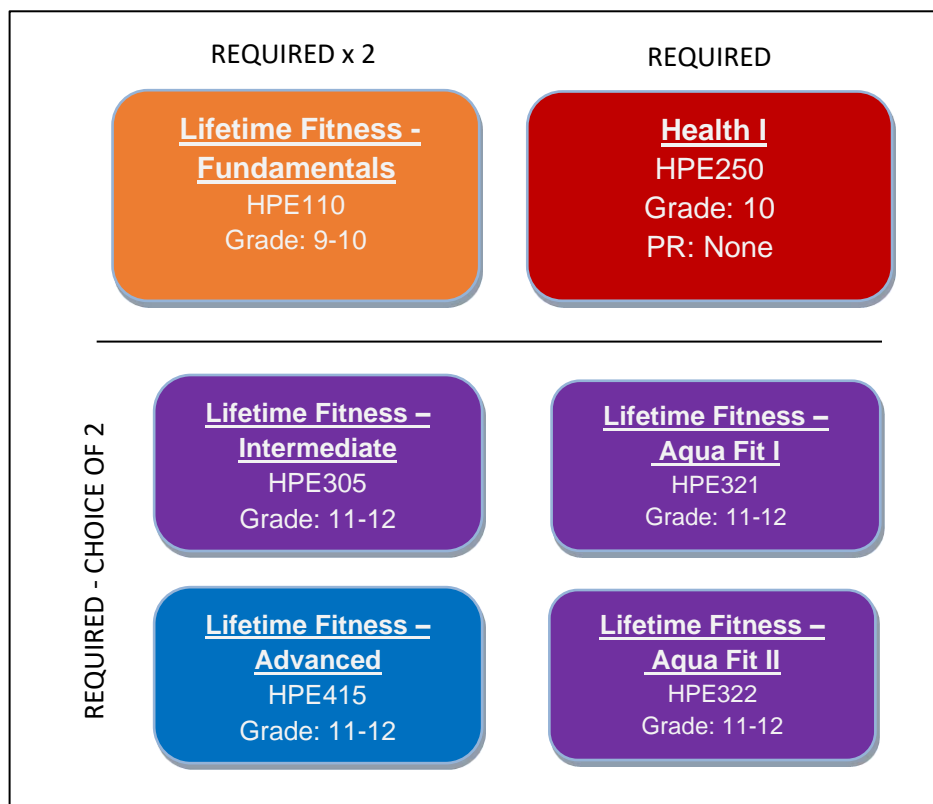 REQUIRED x 2
REQUIRED
Lifetime Fitness -
Fundamentals
HPE110
Grade: 9-10
Health I
HPE250
Grade: 10
PR: None
REQUIRED - CHOICE OF 2
Lifetime Fitness –
Intermediate
HPE305
Grade: 11-12
Lifetime Fitness –
Aqua Fit I
HPE321
Grade: 11-12
Lifetime Fitness –
Advanced
HPE415
Grade: 11-12
Lifetime Fitness –
Aqua Fit II
HPE322
Grade: 11-12